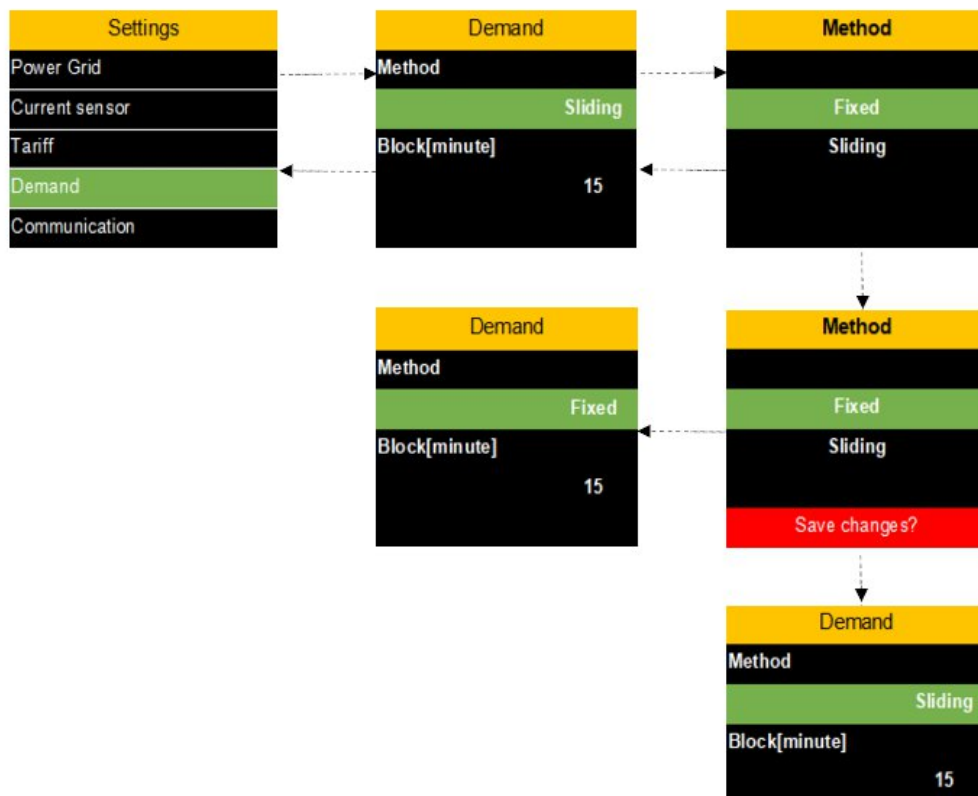 Settings
Power Grid
Current sensor
Tariff
Demand
Communication
Demand
Method
Sliding
Block[minute]
15
Method
Fixed
Sliding
Demand
Method
Fixed
Block[minute]
15
Method
Fixed
Sliding
Save changes?
Demand
Method
Sliding
Block[minute]
15